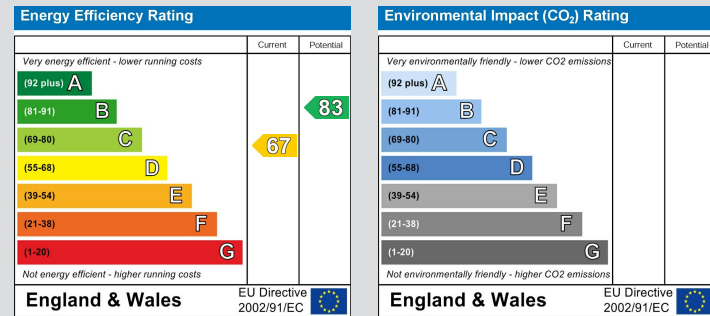 Energy Efficiency Rating
Current Potential
Very energy efficient - lower running costs
(92 plus) A
(81-91) B
83
(69-80) C
67
(55-68) D
(39-54) E
(21-38) F
(1-20) G
Not energy efficient - higher running costs
England & Wales
EU Directive
2002/91/EC
Environmental Impact (CO₂) Rating
Current Potential
Very environmentally friendly - lower CO2 emissions
(92 plus) A
(81-91) B
(69-80) C
(55-68) D
(39-54) E
(21-38) F
(1-20) G
Not environmentally friendly - higher CO2 emissions
England & Wales
EU Directive
2002/91/EC